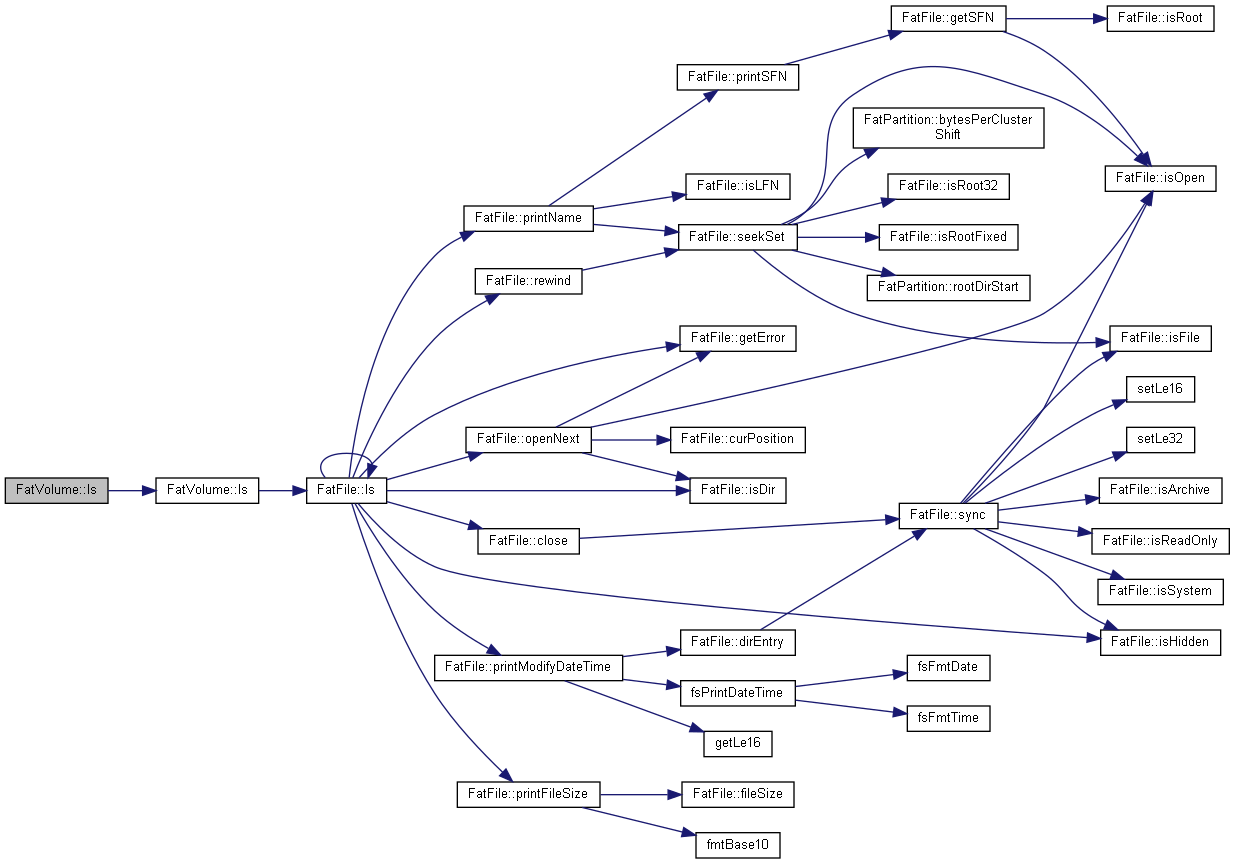 FatVolume::ls
FatVolume::ls
FatFile::ls
FatFile::printName
FatFile::rewind
FatFile::openNext
FatFile::close
FatFile::printModifyDateTime
FatFile::printFileSize
FatFile::printSFN
FatFile::isLFN
FatFile::seekSet
FatFile::getError
FatFile::curPosition
FatFile::isDir
FatFile::dirEntry
fsPrintDateTime
getLe16
FatFile::fileSize
fmtBase10
FatFile::getSFN
FatPartition::bytesPerCluster
Shift
FatFile::isRoot32
FatFile::isRootFixed
FatPartition::rootDirStart
FatFile::sync
fsFmtDate
fsFmtTime
FatFile::isRoot
FatFile::isOpen
FatFile::isFile
setLe16
setLe32
FatFile::isArchive
FatFile::isReadOnly
FatFile::isSystem
FatFile::isHidden